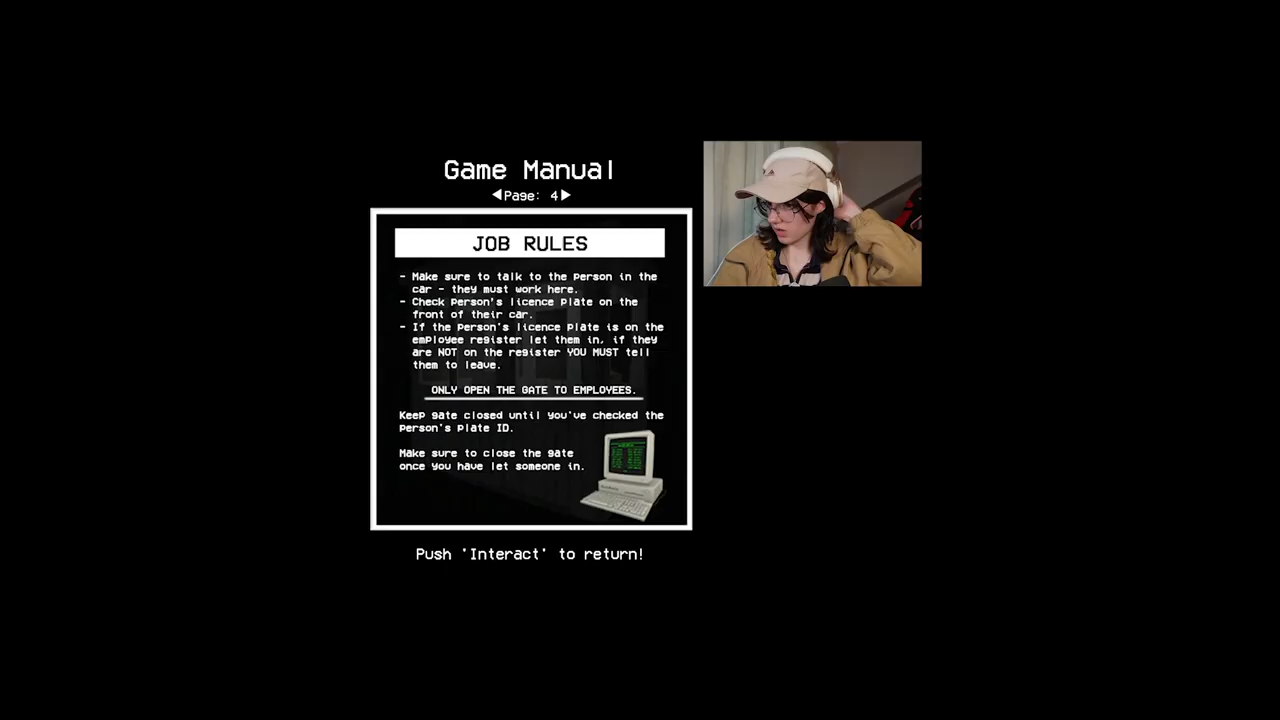 Game Manual
◀Page: 4▶
JOB RULES
- Make sure to talk to the person in the
car - they must work here.
- Check person's licence plate on the
front of their car.
- If the person's licence plate is on the
employee register let them in, if they
are NOT on the register YOU MUST tell
them to leave.
ONLY OPEN THE GATE TO EMPLOYEES.
Keep gate closed until you've checked the
person's plate ID.
Make sure to close the gate
once you have let someone in.
Push 'Interact' to return!